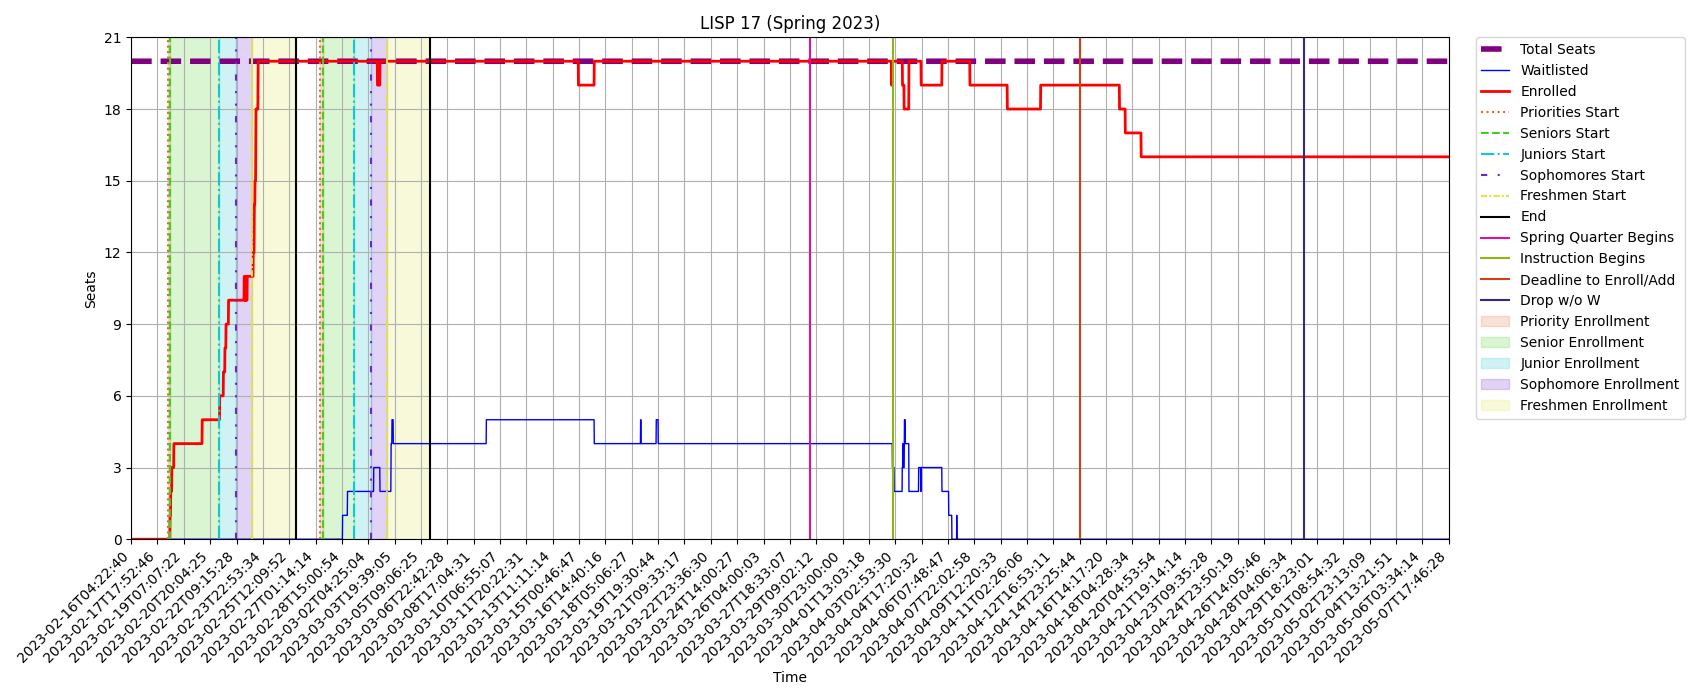 LISP 17 (Spring 2023)
21
18
15
12
9
6
3
0
Seats
2023-02-16T04:22:40
2023-02-17T17:52:46
2023-02-19T07:07:22
2023-02-20T20:04:25
2023-02-22T09:15:28
2023-02-23T22:53:34
2023-02-25T12:09:52
2023-02-27T01:14:14
2023-02-28T15:00:54
2023-03-02T04:25:04
2023-03-03T19:39:05
2023-03-05T09:06:25
2023-03-06T22:42:28
2023-03-08T17:04:31
2023-03-10T06:55:07
2023-03-11T20:22:31
2023-03-13T11:11:14
2023-03-15T00:46:47
2023-03-16T14:40:16
2023-03-18T05:06:27
2023-03-19T19:30:44
2023-03-21T09:33:17
2023-03-22T23:36:30
2023-03-24T14:00:27
2023-03-26T04:00:03
2023-03-27T18:33:07
2023-03-29T09:02:12
2023-03-30T23:00:00
2023-04-01T13:03:18
2023-04-03T02:53:30
2023-04-04T17:20:32
2023-04-06T07:48:47
2023-04-07T22:02:58
2023-04-09T12:20:33
2023-04-11T02:26:06
2023-04-12T16:53:11
2023-04-14T23:25:44
2023-04-16T14:17:20
2023-04-18T04:28:34
2023-04-20T04:53:54
2023-04-21T19:14:14
2023-04-23T09:35:28
2023-04-24T23:50:19
2023-04-26T14:05:46
2023-04-28T04:06:34
2023-04-29T18:23:01
2023-05-01T08:54:32
2023-05-02T23:13:09
2023-05-04T13:21:51
2023-05-06T03:34:14
2023-05-07T17:46:28
Time
Total Seats
Waitlisted
Enrolled
Priorities Start
Seniors Start
Juniors Start
Sophomores Start
Freshmen Start
End
Spring Quarter Begins
Instruction Begins
Deadline to Enroll/Add
Drop w/o W
Priority Enrollment
Senior Enrollment
Junior Enrollment
Sophomore Enrollment
Freshmen Enrollment